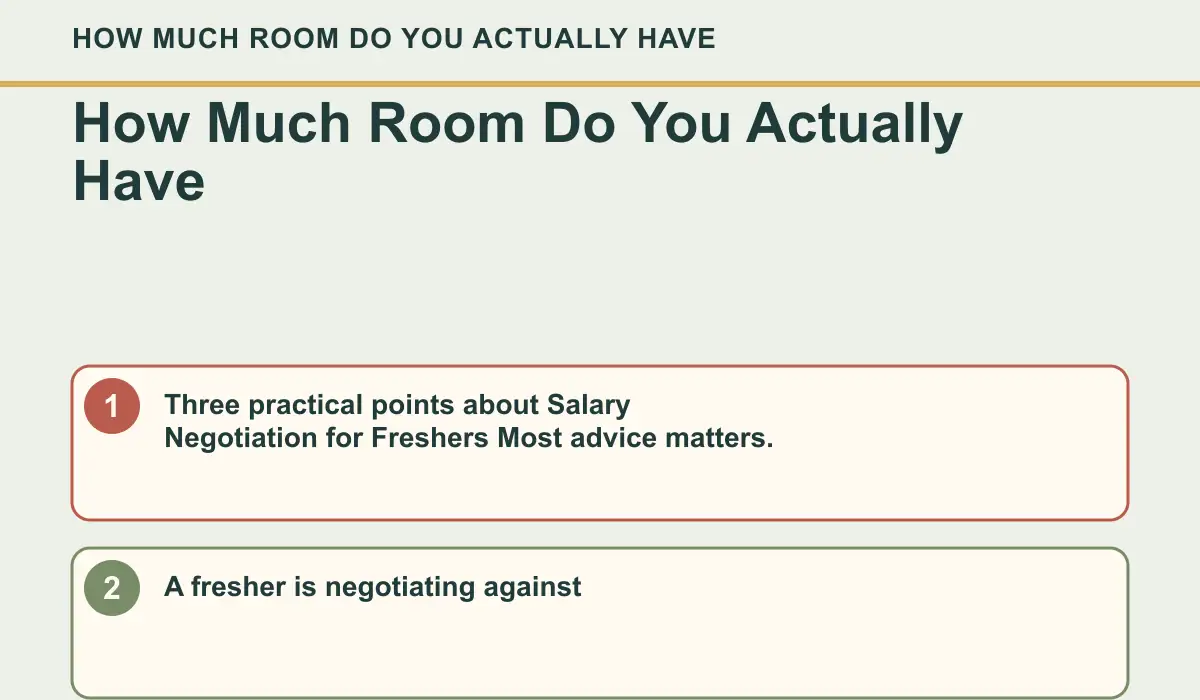 HOW MUCH ROOM DO YOU ACTUALLY HAVE
How Much Room Do You Actually
Have
1
Three practical points about Salary
Negotiation for Freshers Most advice matters.
2
A fresher is negotiating against